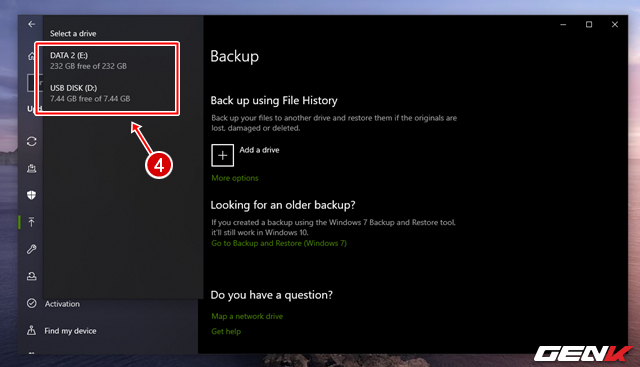 Select a drive
DATA 2 (E:)
232 GB free of 232 GB
USB DISK (D:)
7.44 GB free of 7.44 GB
4
Activation
Find my device
Backup
Back up using File History
Back up your files to another drive and restore them if the originals are
lost, damaged or deleted.
Add a drive
More options
Looking for an older backup?
If you created a backup using the Windows 7 Backup and Restore tool,
it'll still work in Windows 10.
Go to Backup and Restore (Windows 7)
Do you have a question?
Map a network drive
Get help
GENK